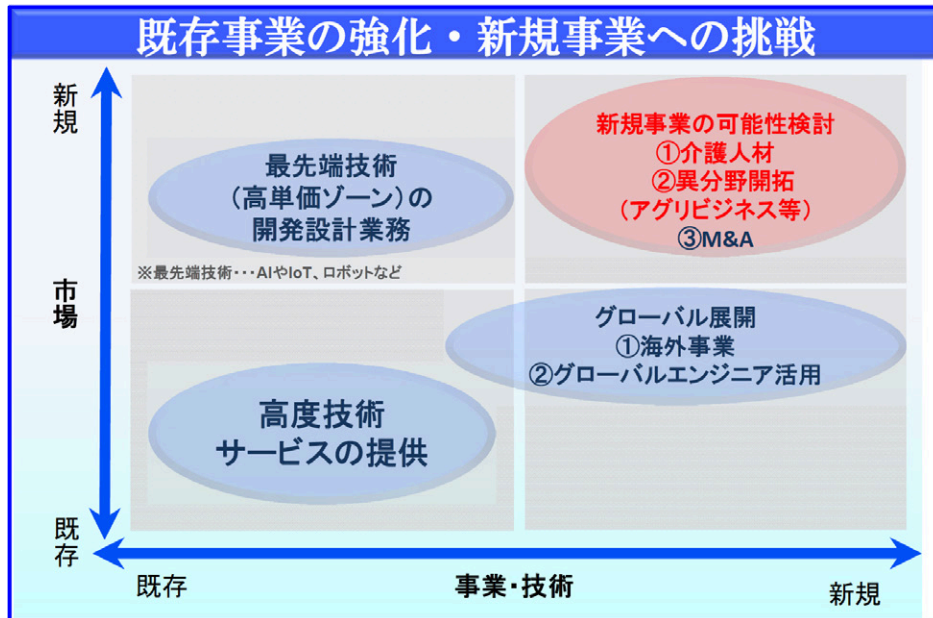 既存事業の強化・新規事業への挑戦
新規
市場
既存
最先端技術
(高単価ゾーン)の
開発設計業務
※最先端技術･･･AIやIoT、ロボットなど
新規事業の可能性検討
①介護人材
②異分野開拓
(アグリビジネス等)
③M&A
グローバル展開
①海外事業
②グローバルエンジニア活用
高度技術
サービスの提供
既存
事業･技術
新規